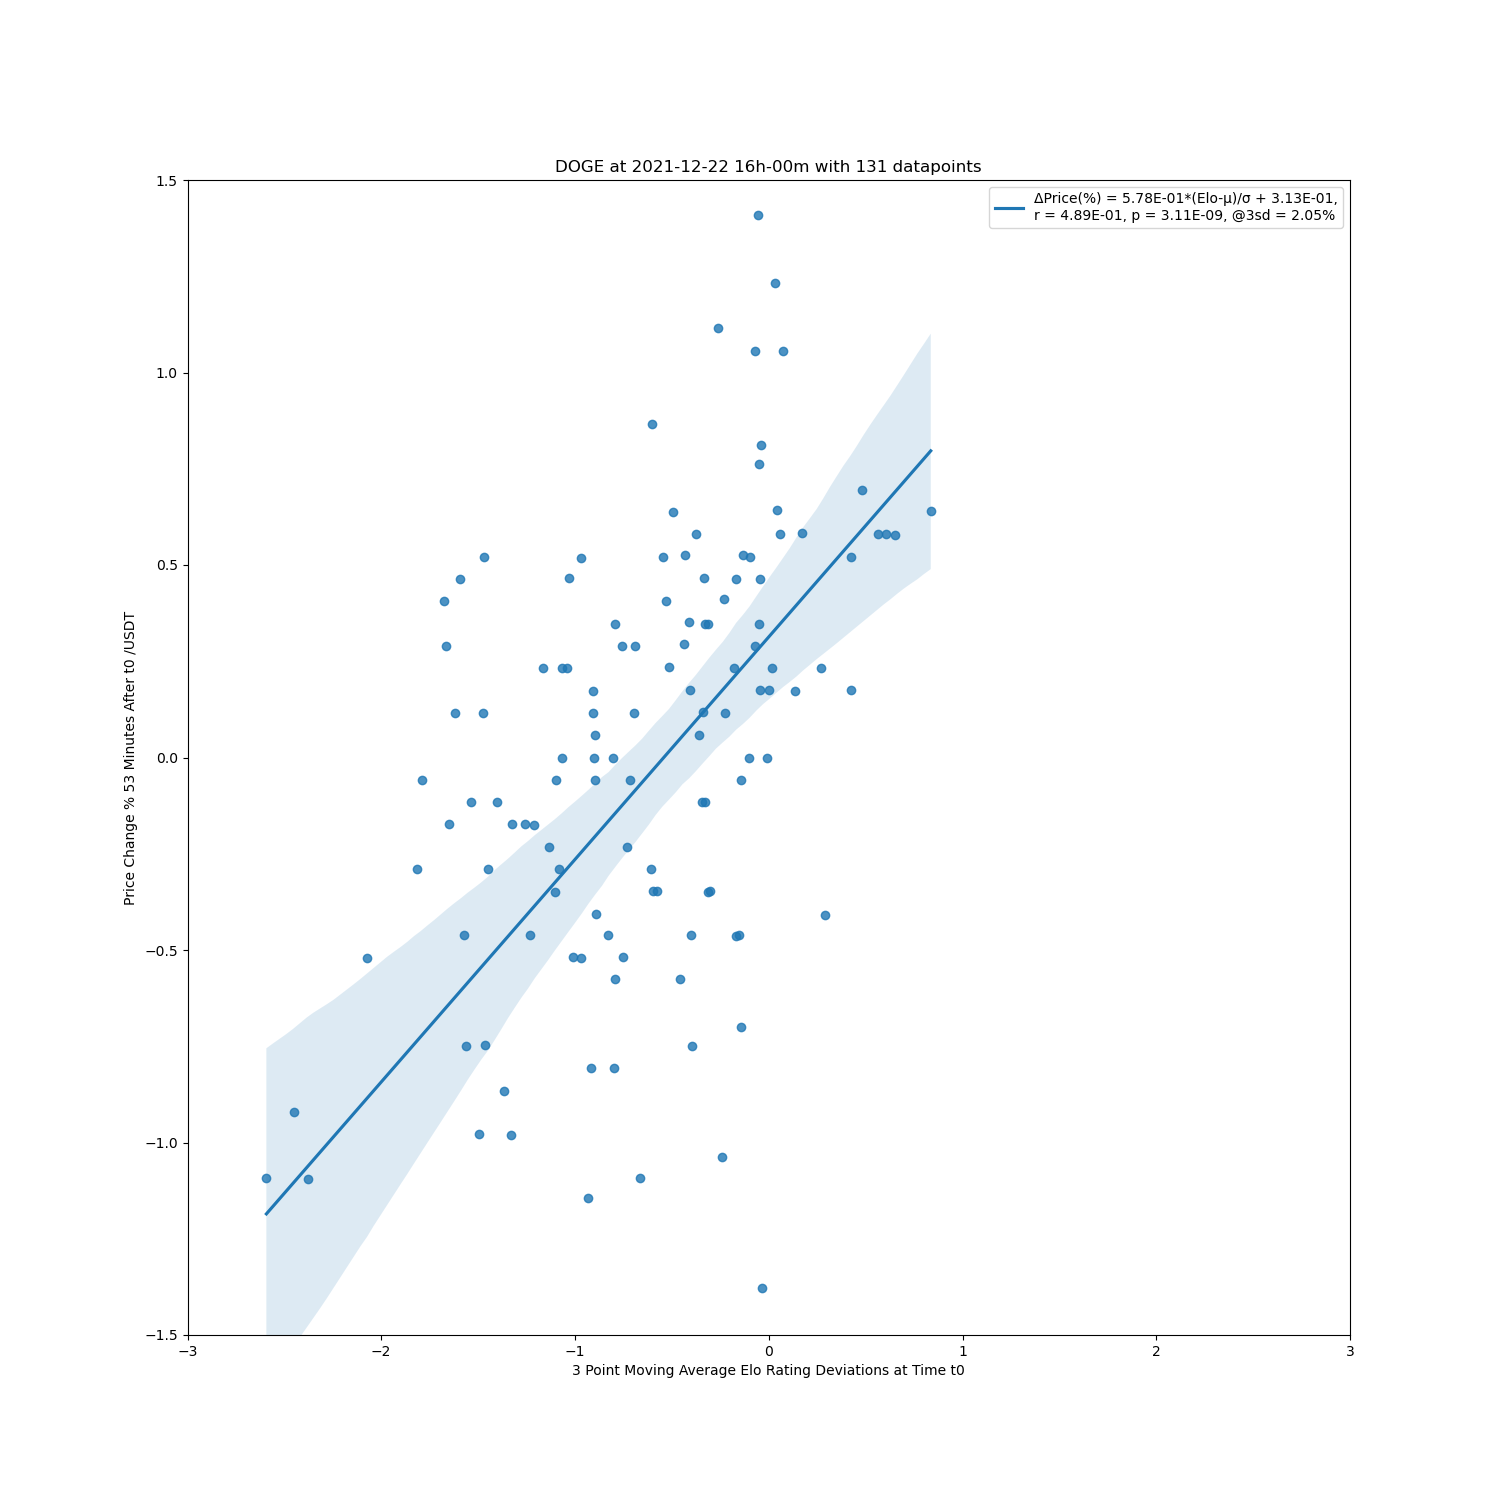 DOGE at 2021-12-22 16h-00m with 131 datapoints
ΔPrice(%) = 5.78E-01*(Elo-μ)/σ + 3.13E-01,
r = 4.89E-01, p = 3.11E-09, @3sd = 2.05%
1.5
1.0
0.5
0.0
−0.5
−1.0
−1.5
Price Change % 53 Minutes After t0 /USDT
−3
−2
−1
0
1
2
3
3 Point Moving Average Elo Rating Deviations at Time t0